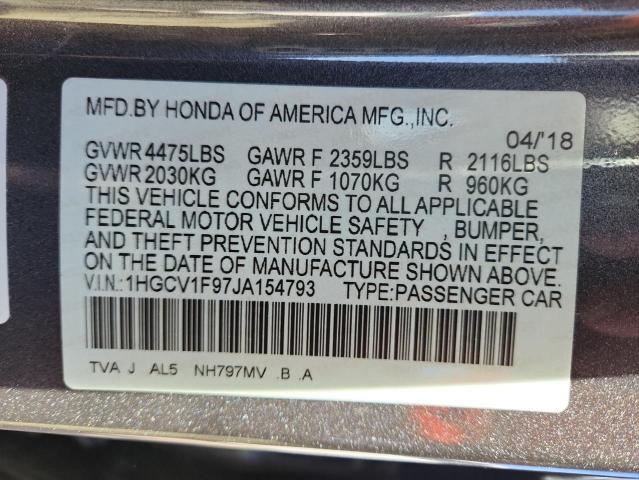 MFD.BY HONDA OF AMERICA MFG.,INC.
04/'18
GVWR 4475LBS GAWR F 2359LBS R 2116LBS
GVWR 2030KG GAWR F 1070KG R 960KG
THIS VEHICLE CONFORMS TO ALL APPLICABLE
FEDERAL MOTOR VEHICLE SAFETY , BUMPER,
AND THEFT PREVENTION STANDARDS IN EFFECT
ON THE DATE OF MANUFACTURE SHOWN ABOVE.
V.I.N.:1HGCV1F97JA154793 TYPE:PASSENGER CAR
TVA J AL5 NH797MV .B .A